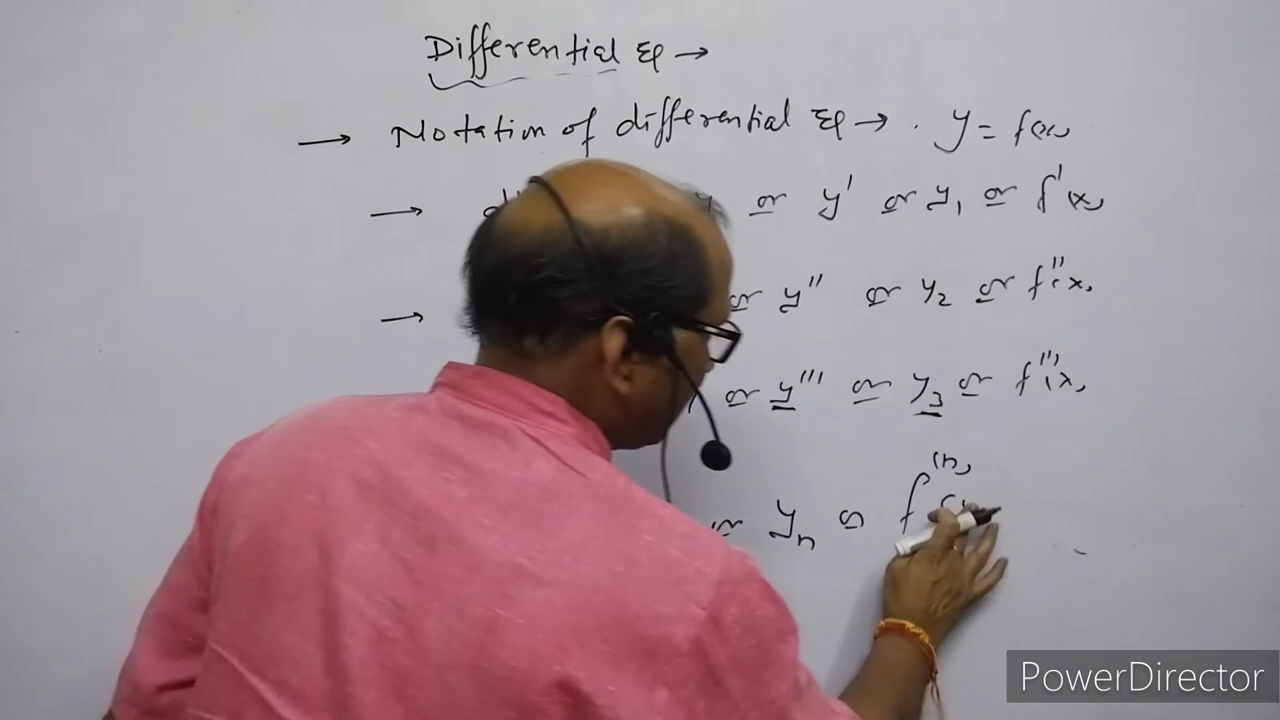 Differential Eq →
→ Notation of differential Eq → . y = f(x)
→ or y' or y₁ or f'(x)
→ or y'' or y₂ or f''(x)
or y''' or y₃ or f'''(x)
or yₙ or f⁽ⁿ⁾
PowerDirector